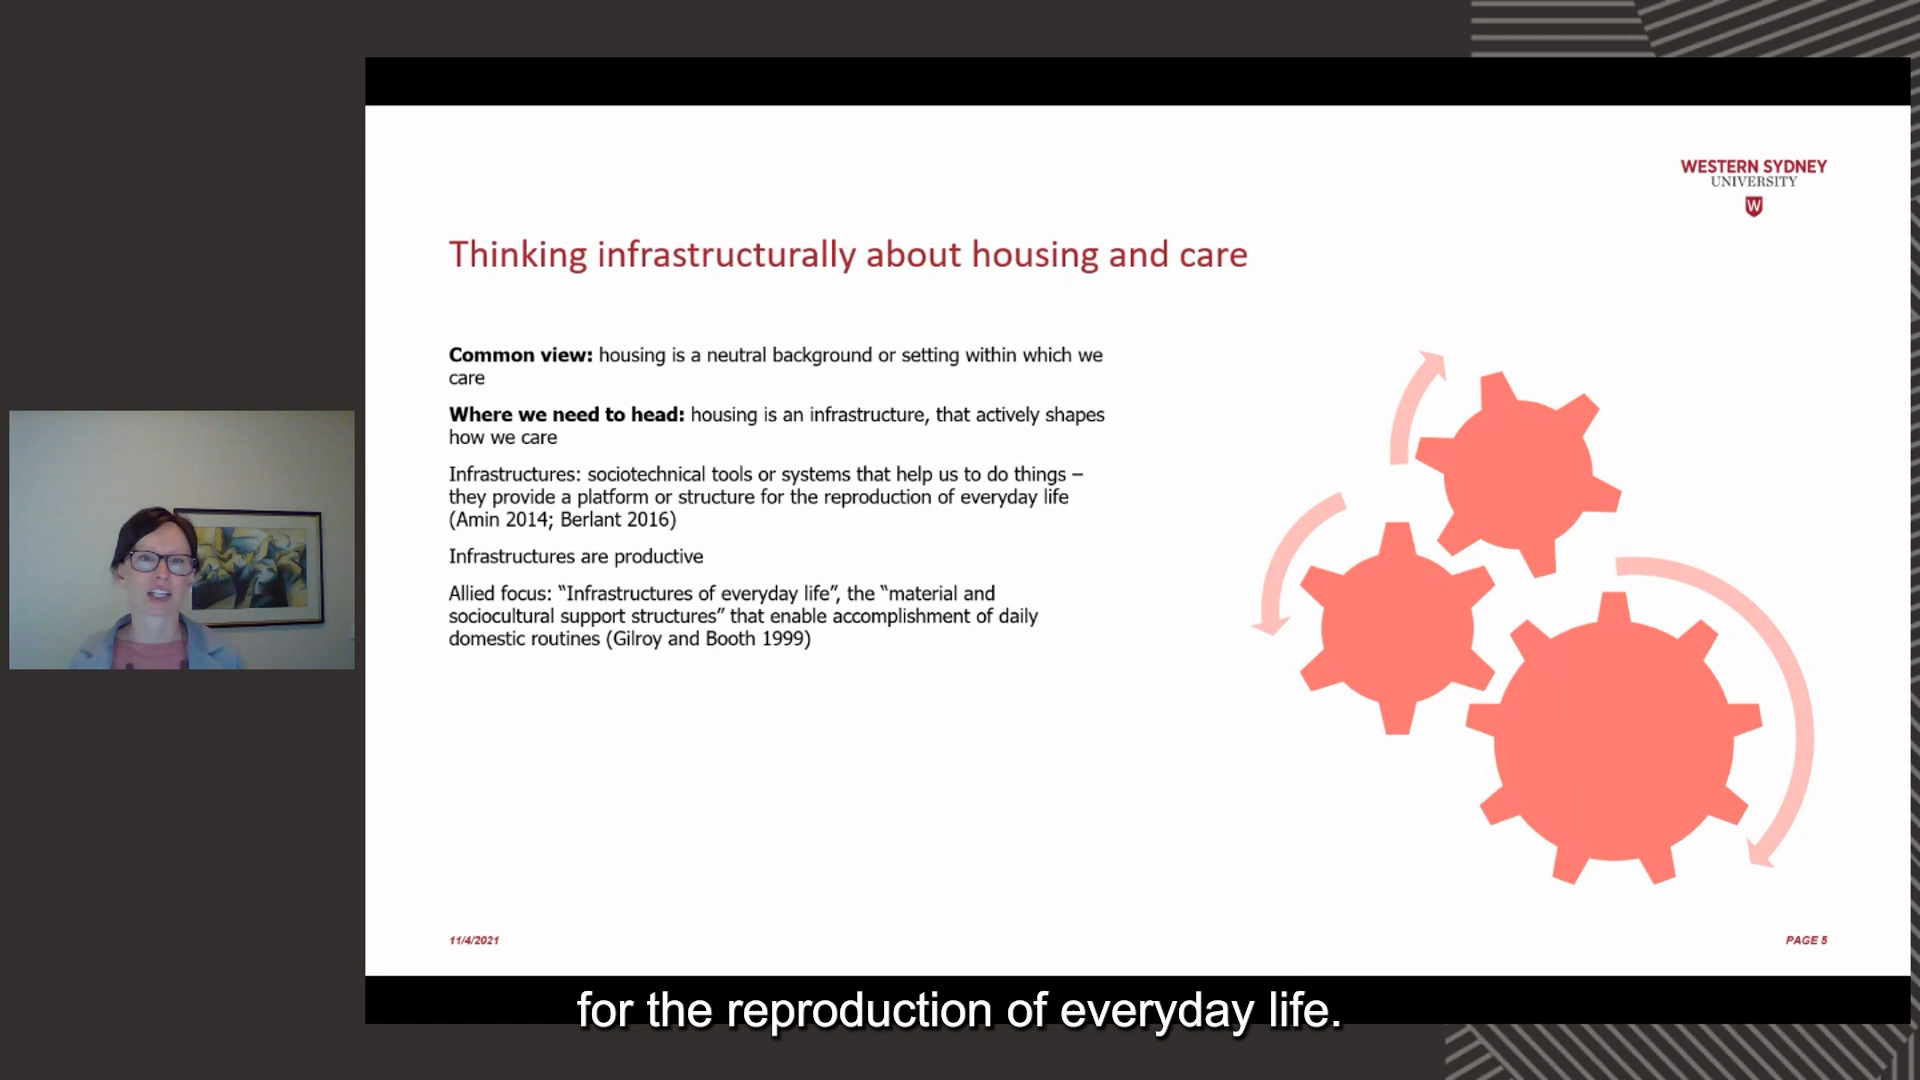 WESTERN SYDNEY
UNIVERSITY
W
Thinking infrastructurally about housing and care
Common view: housing is a neutral background or setting within which we
care
Where we need to head: housing is an infrastructure, that actively shapes
how we care
Infrastructures: sociotechnical tools or systems that help us to do things –
they provide a platform or structure for the reproduction of everyday life
(Amin 2014; Berlant 2016)
Infrastructures are productive
Allied focus: “Infrastructures of everyday life”, the “material and
sociocultural support structures” that enable accomplishment of daily
domestic routines (Gilroy and Booth 1999)
11/4/2021
PAGE 5
for the reproduction of everyday life.